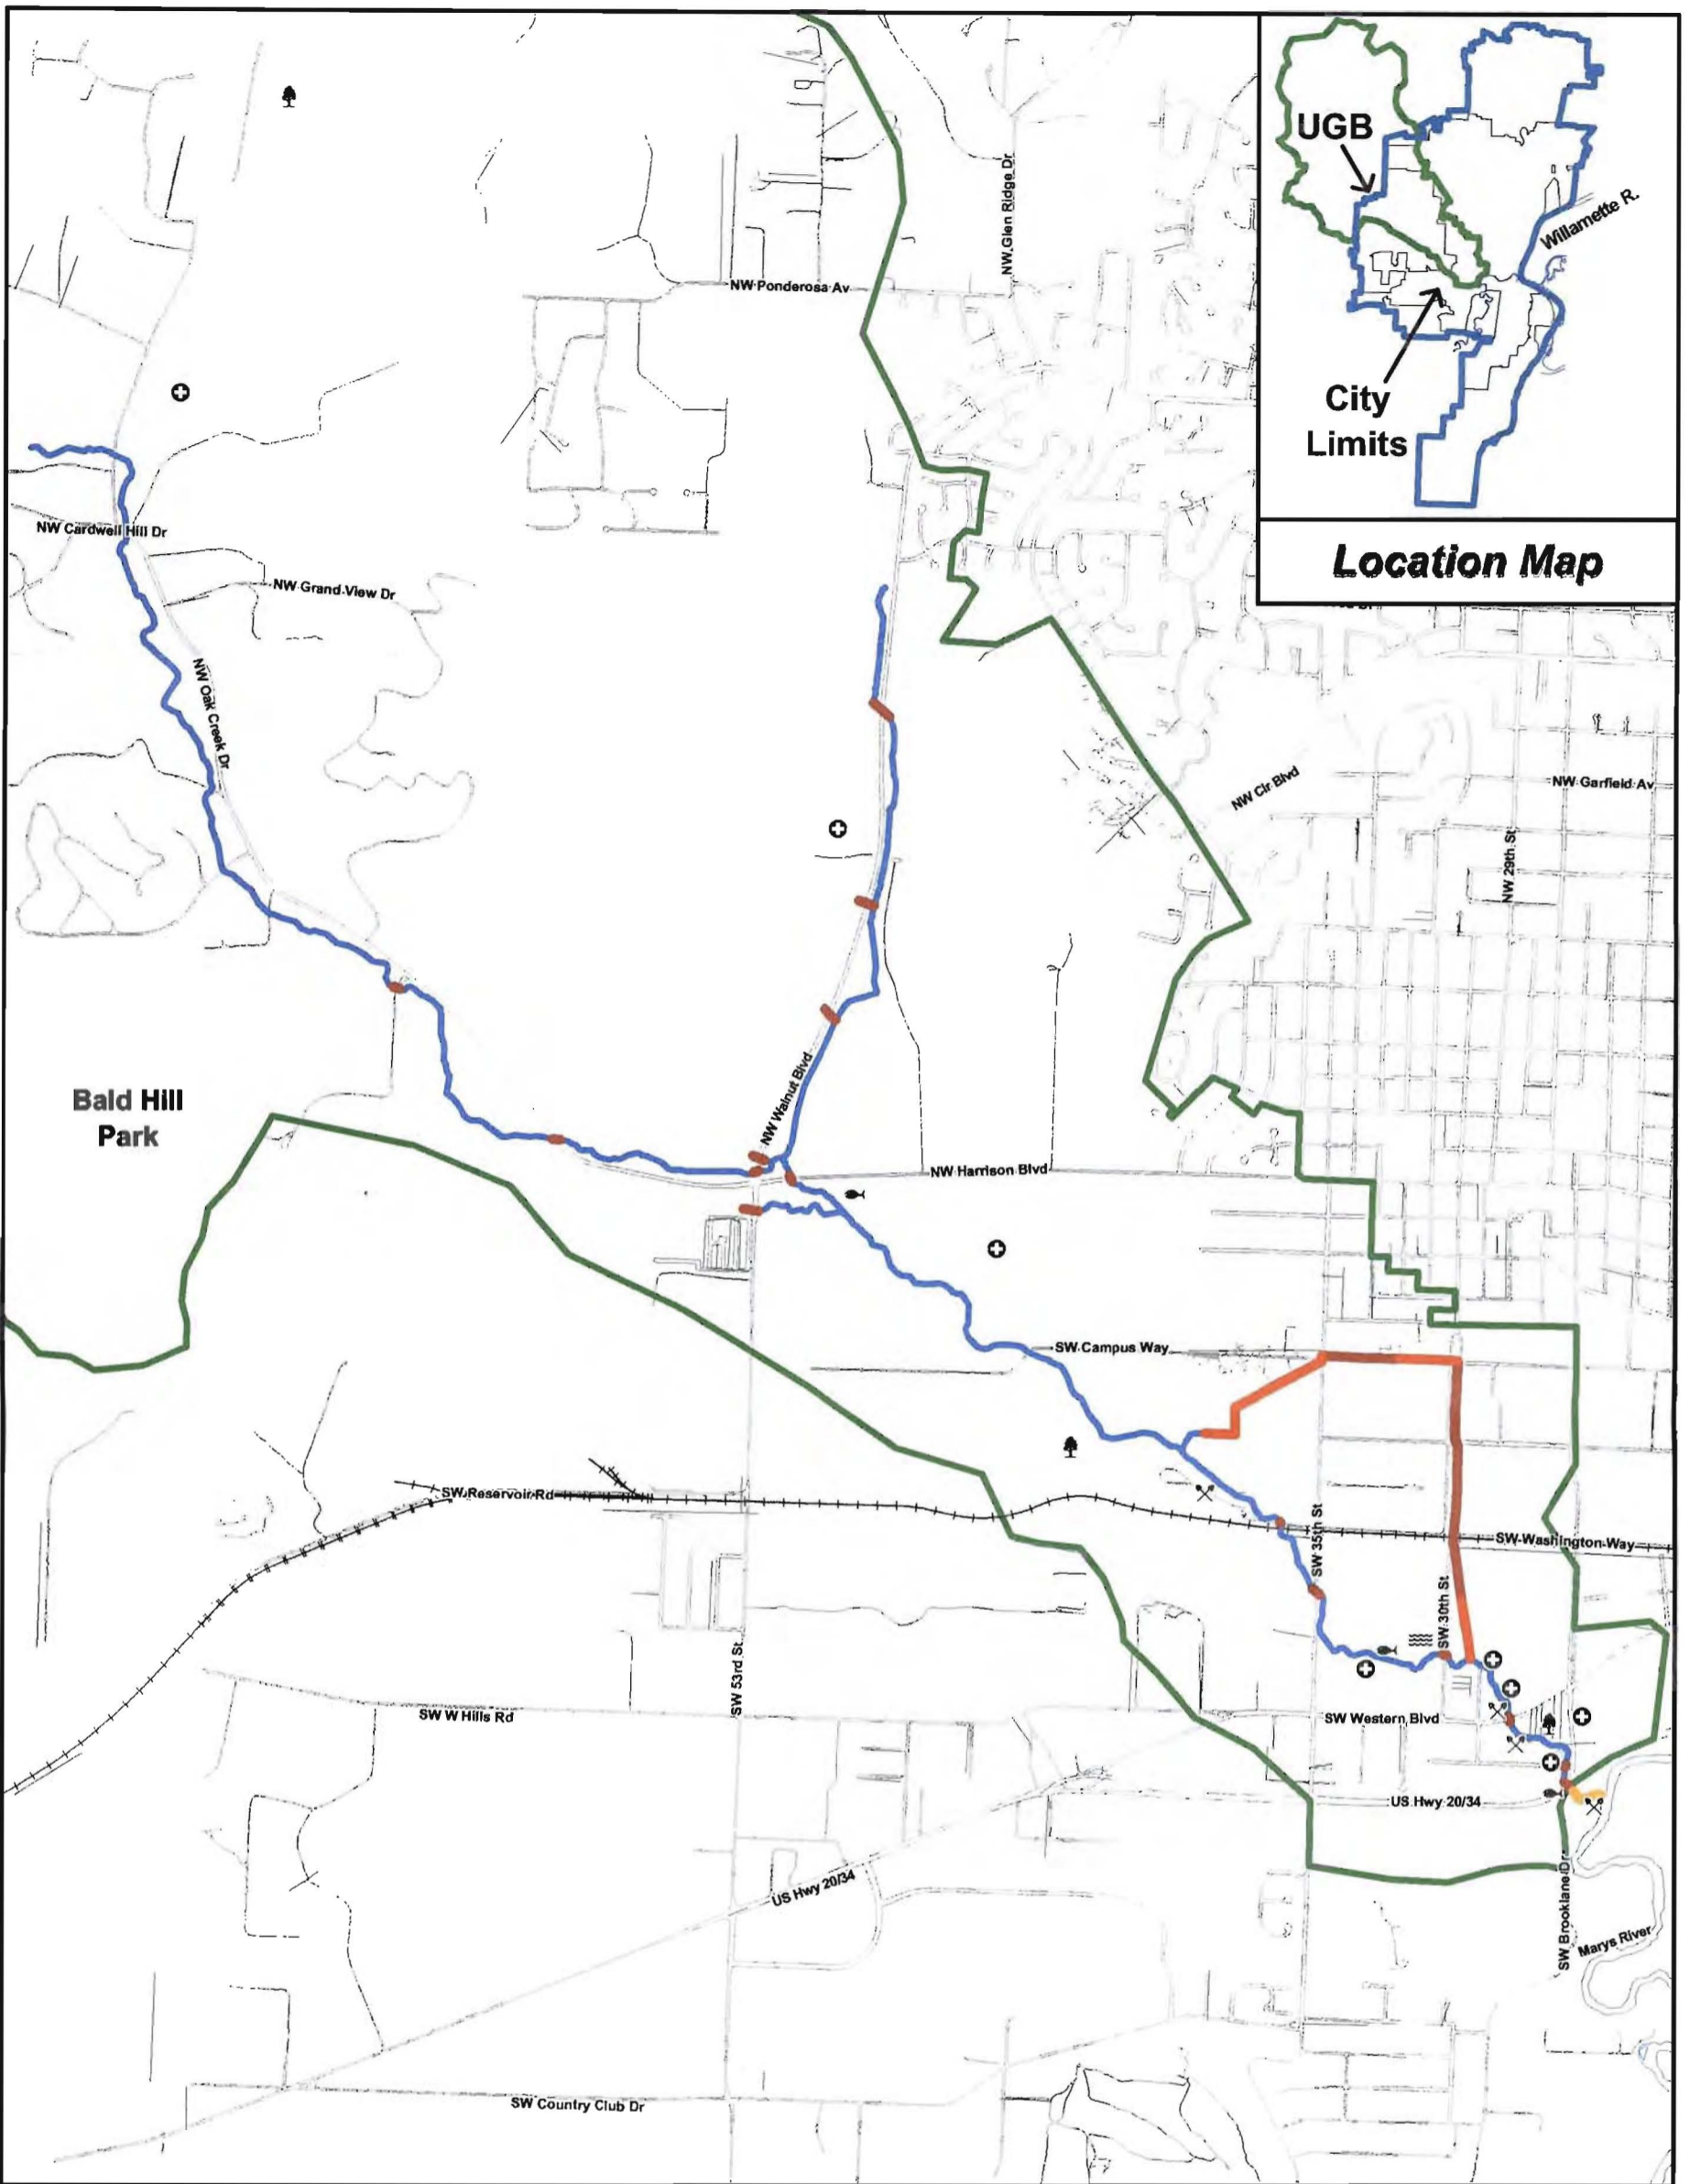 UGB
Willamette R.
City
Limits
Location Map
NW Glen Ridge Dr
NW Ponderosa Av
NW Cardwell Hill Dr
NW Grand View Dr
NW Oak Creek Dr
NW Cir Blvd
NW Garfield Av
NW 29th St
Bald Hill
Park
NW Walnut Blvd
NW Harrison Blvd
SW Campus Way
SW Reservoir Rd
SW 35th St
SW Washington Way
SW 30th St
SW 53rd St
SW W Hills Rd
SW Western Blvd
US Hwy 20/34
US Hwy 20/34
SW Brooklane Dr
Marys River
SW Country Club Dr